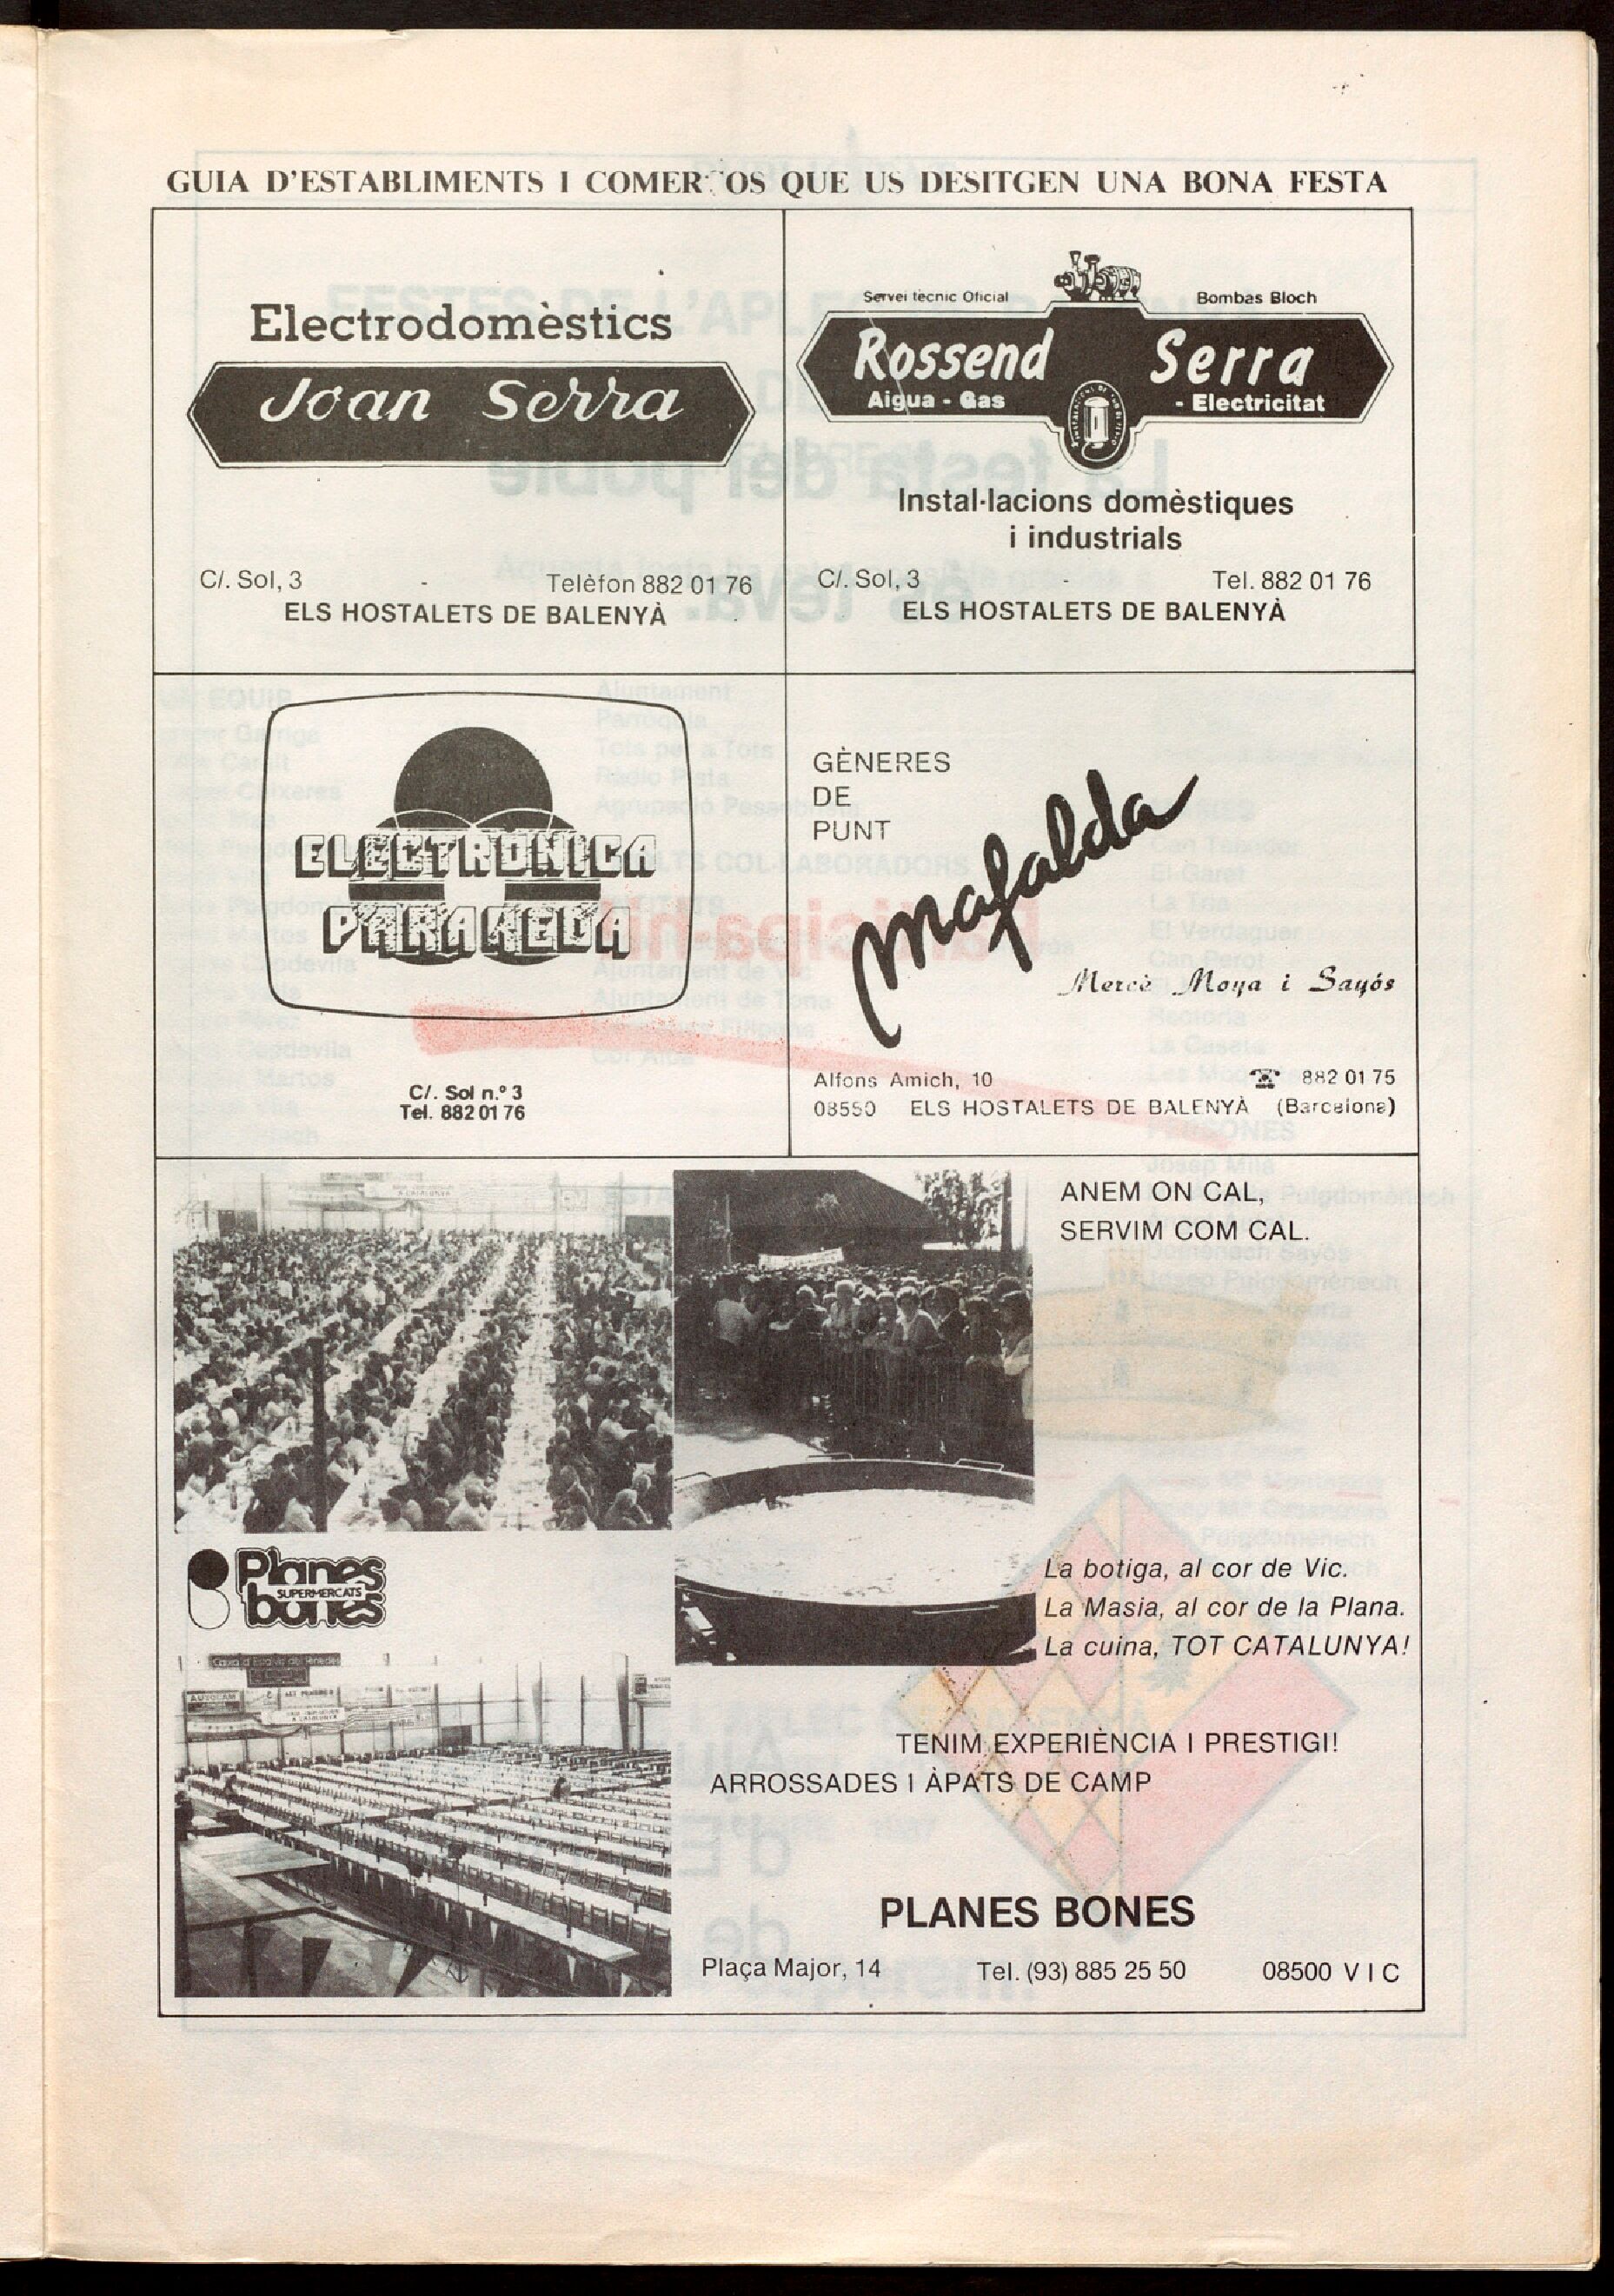 GUIA D'ESTABLIMENTS I COMERÇOS QUE US DESITGEN UNA BONA FESTA
Electrodomèstics
Joan Serra
C/. Sol, 3 - Telèfon 882 01 76
ELS HOSTALETS DE BALENYÀ
Servei tècnic Oficial Bombas Bloch
Rossend Serra
Aigua - Gas - Electricitat
Instal·lacions domèstiques
i industrials
C/. Sol, 3 - Tel. 882 01 76
ELS HOSTALETS DE BALENYÀ
ELECTRONICA
PARAREDA
C/. Sol n.º 3
Tel. 882 01 76
GÈNERES
DE
PUNT
mafalda
Mercè Moya i Sayós
Alfons Amich, 10 ☎ 882 01 75
08550 ELS HOSTALETS DE BALENYÀ (Barcelona)
ANEM ON CAL,
SERVIM COM CAL.
Planes
SUPERMERCATS
bones
La botiga, al cor de Vic.
La Masia, al cor de la Plana.
La cuina, TOT CATALUNYA!
TENIM EXPERIÈNCIA I PRESTIGI!
ARROSSADES I ÀPATS DE CAMP
PLANES BONES
Plaça Major, 14 Tel. (93) 885 25 50 08500 VIC